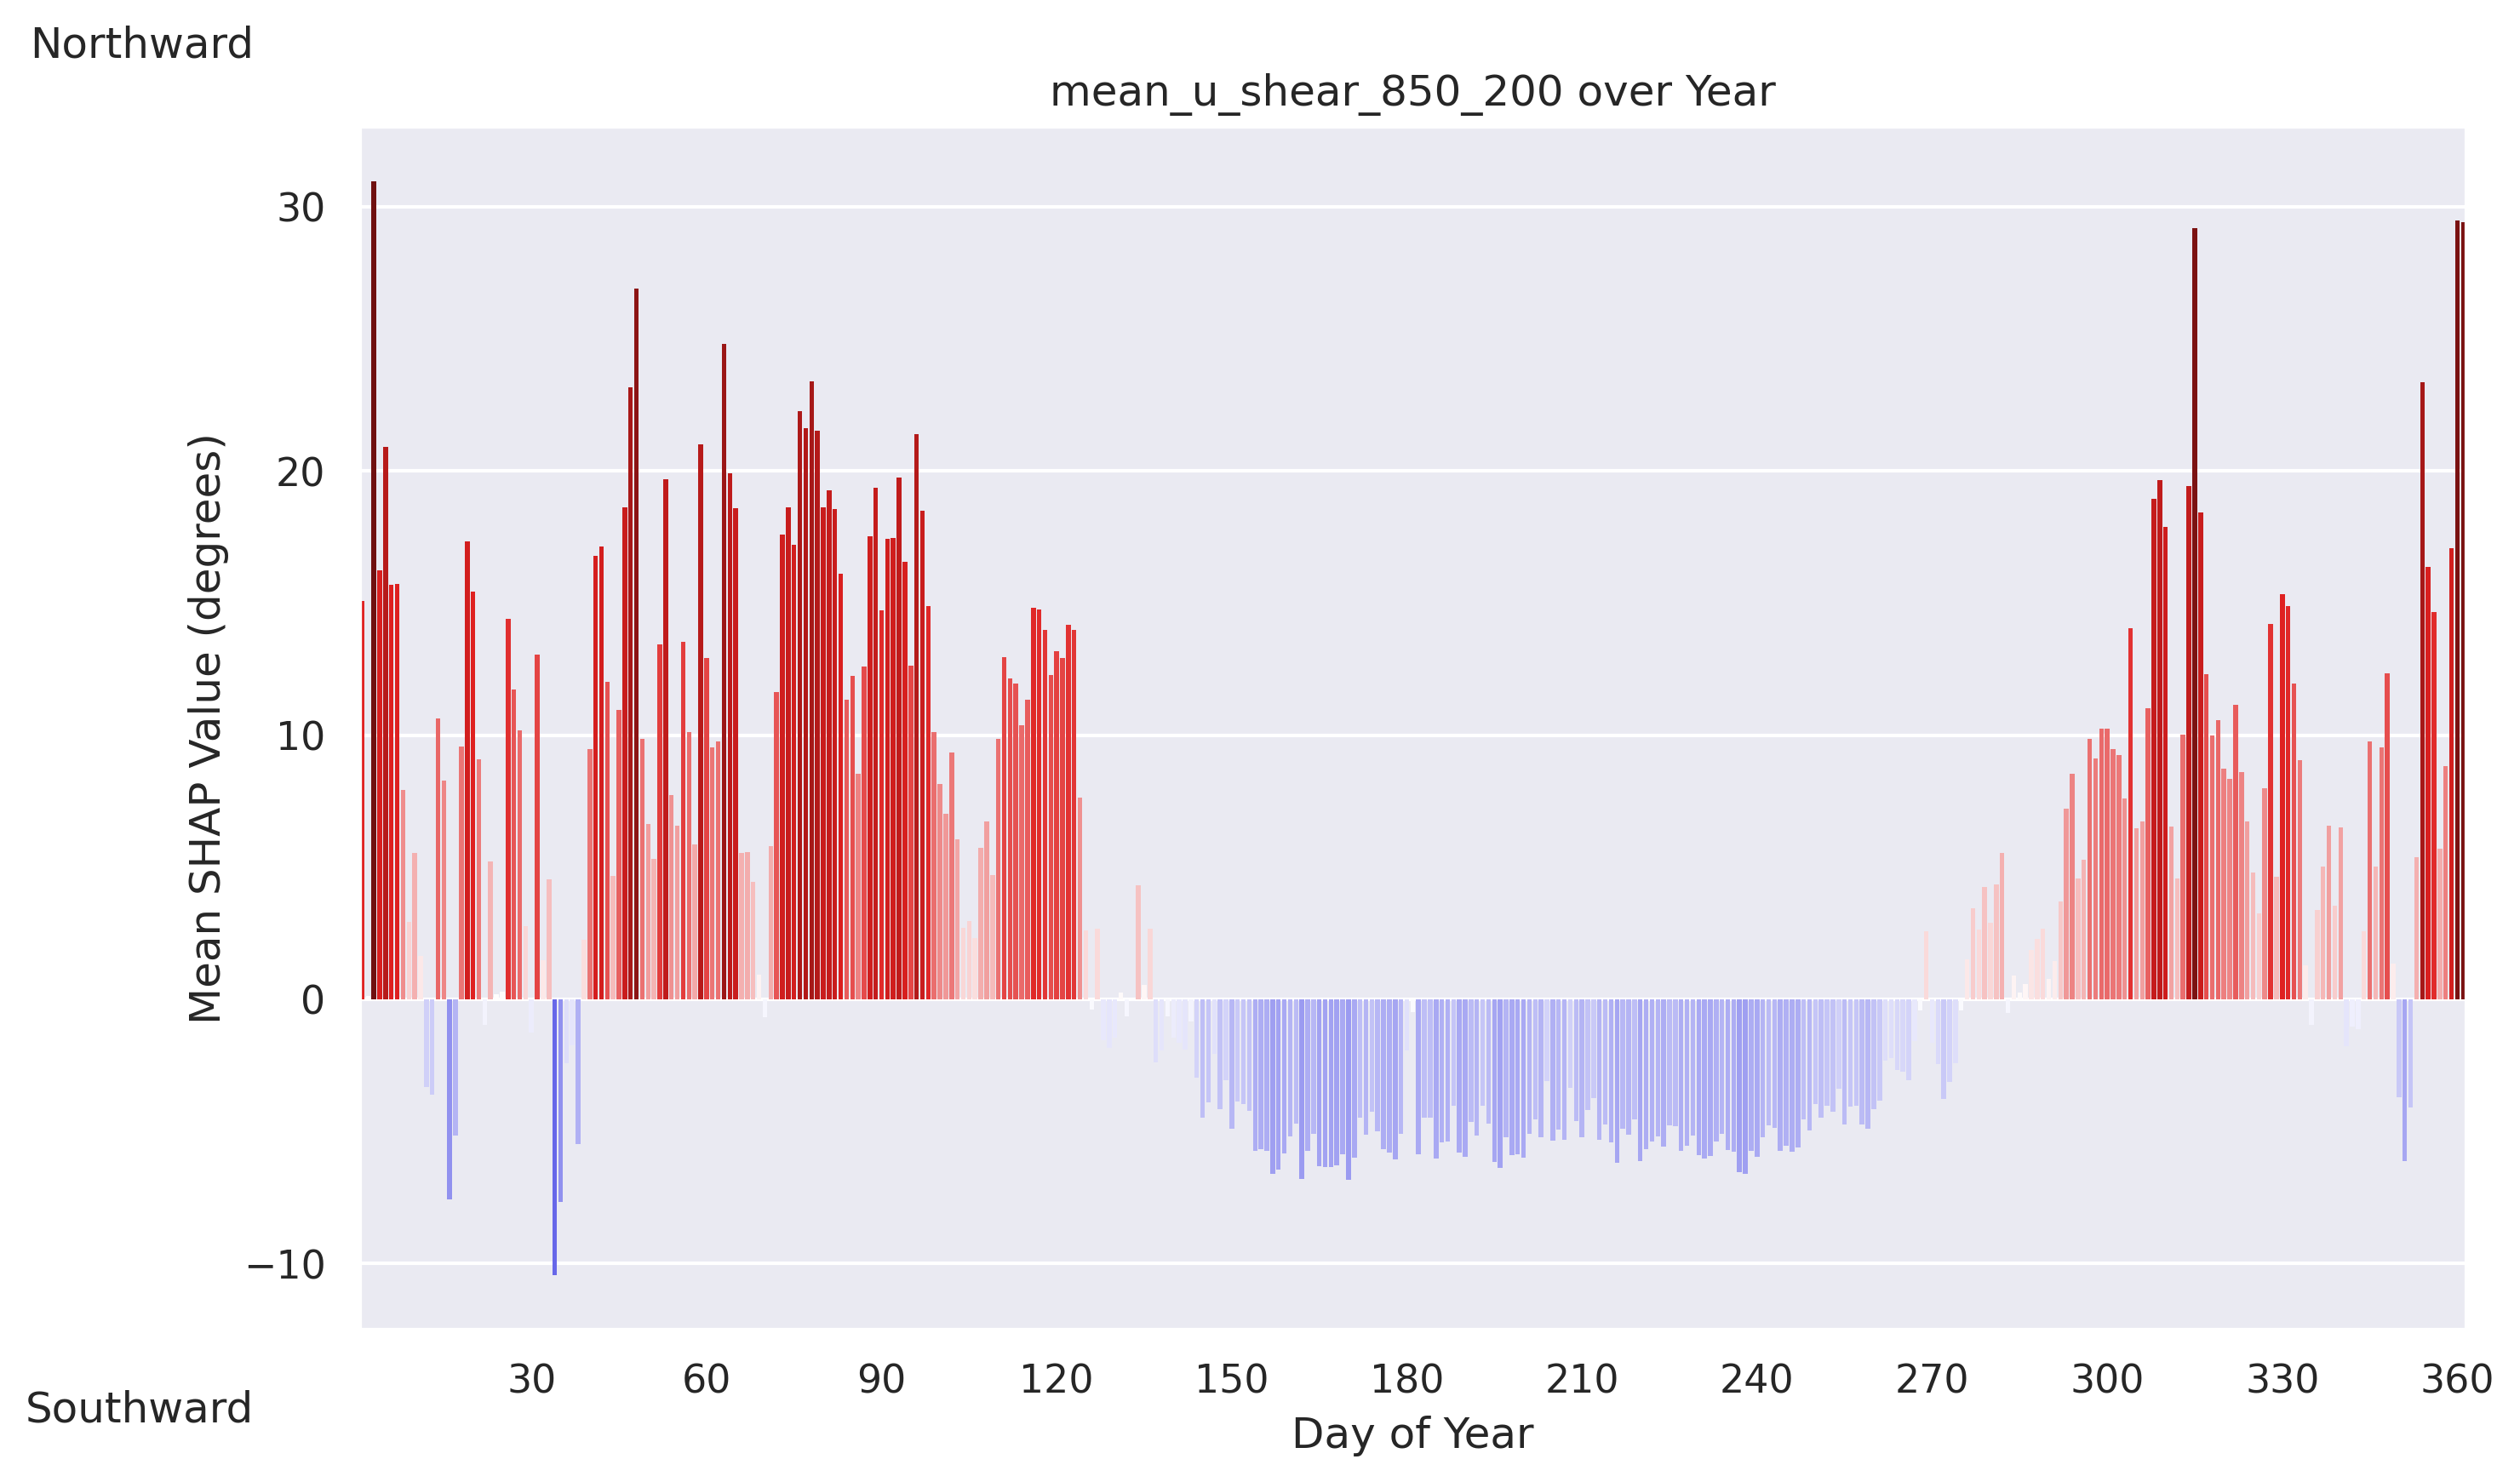 Northward
mean_u_shear_850_200 over Year
30
20
10
0
−10
Mean SHAP Value (degrees)
30 60 90 120 150 180 210 240 270 300 330 360
Southward
Day of Year